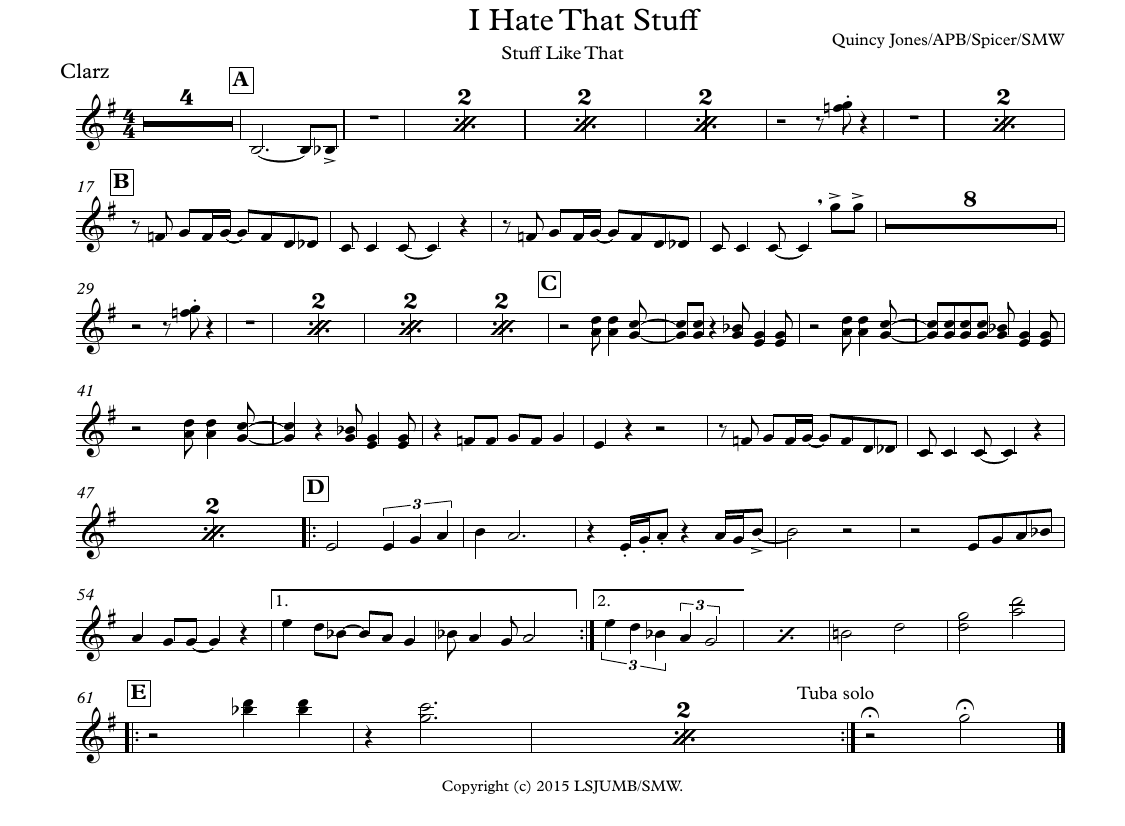 I Hate That Stuff
Stuff Like That
Quincy Jones/APB/Spicer/SMW
Clarz
4 A 2 2 2 2
4 4
17 B 8
29 2 2 2 C
41
47 2 D 3
54 1. 2. 3 3
61 E 2 Tuba solo
Copyright (c) 2015 LSJUMB/SMW.